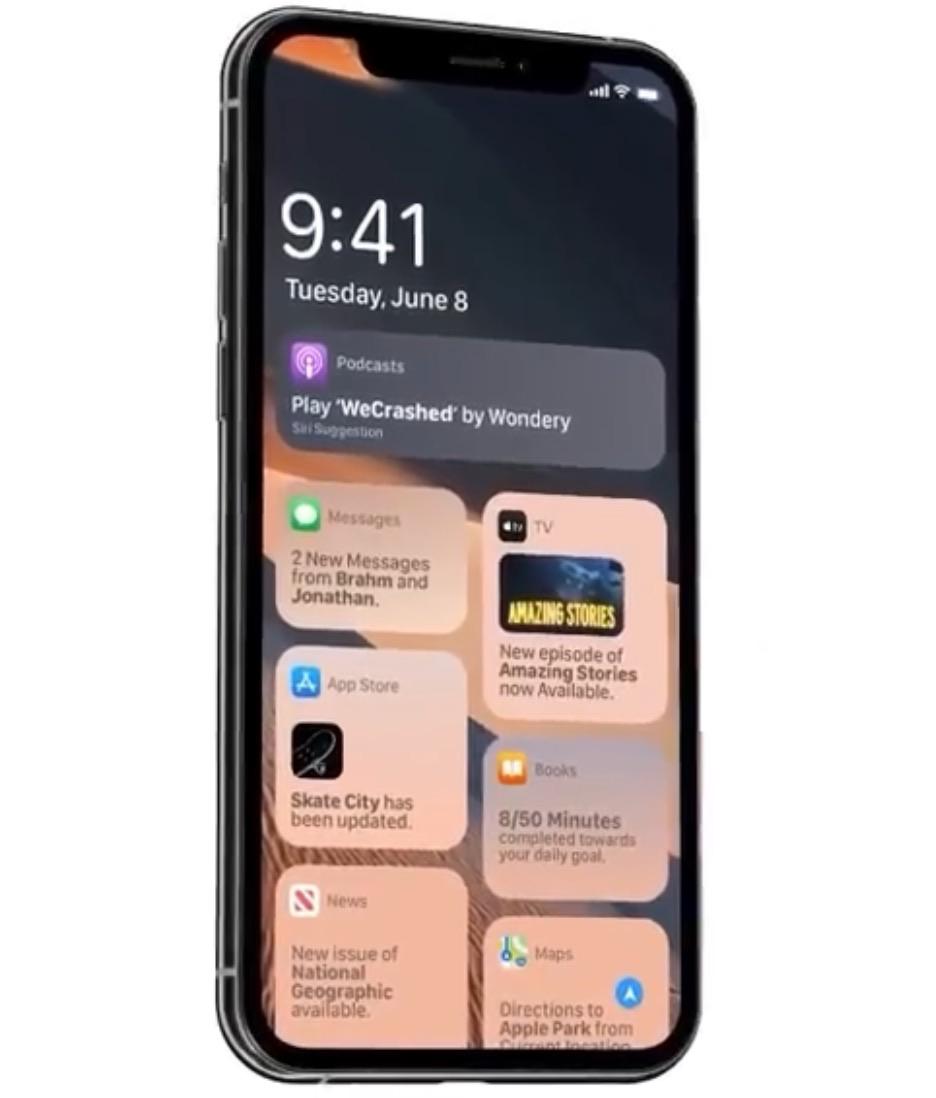 9:41
Tuesday, June 8
Podcasts
Play 'WeCrashed' by Wondery
Siri Suggestion
Messages
2 New Messages
from Brahm and
Jonathan.
TV
tv
AMAZING STORIES
New episode of
Amazing Stories
now Available.
App Store
Skate City has
been updated.
Books
8/50 Minutes
completed towards
your daily goal.
News
New issue of
National
Geographic
available.
Maps
Directions to
Apple Park from
Current location